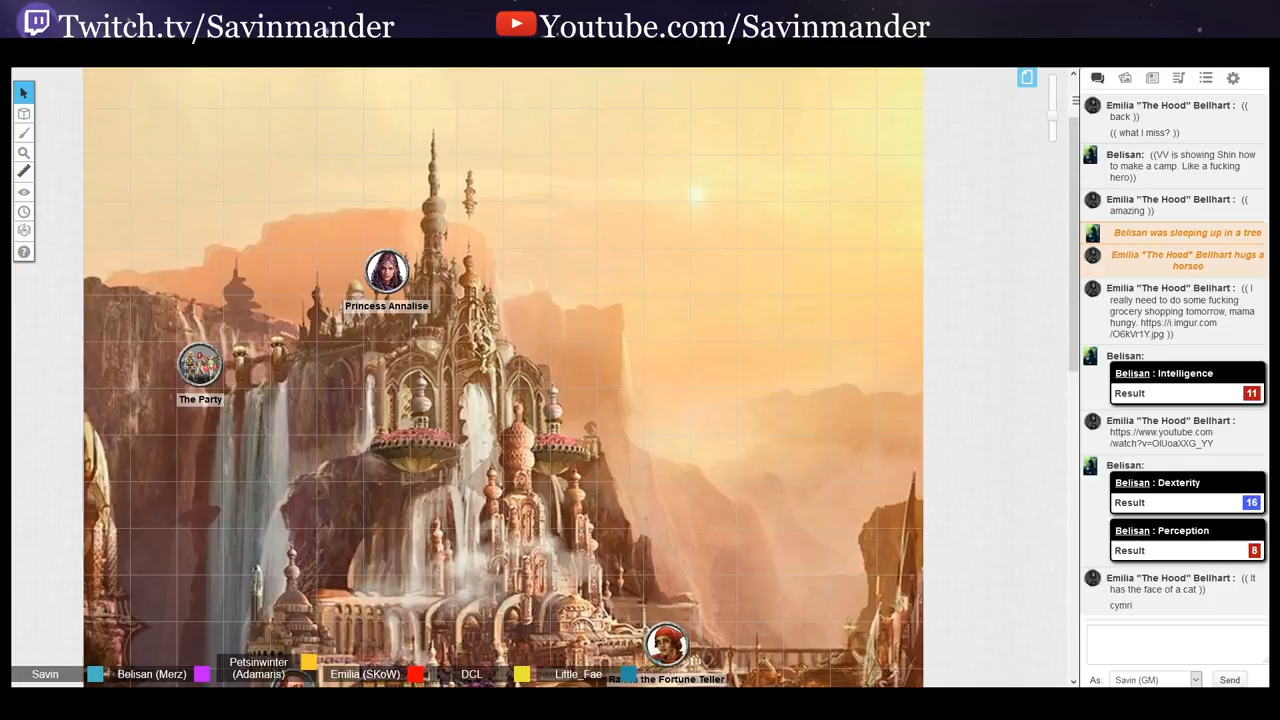 Twitch.tv/Savinmander
Youtube.com/Savinmander
Princess Annalise
The Party
the Fortune Teller
Savin
Belisan (Merz)
Petsinwinter
(Adamaris)
Emilia (SKoW)
DCL
Little_Fae
Emilia "The Hood" Bellhart : ((
back ))
(( what I miss? ))
Belisan: ((VV is showing Shin how
to make a camp. Like a fucking
hero))
Emilia "The Hood" Bellhart : ((
amazing ))
Belisan was sleeping up in a tree
Emilia "The Hood" Bellhart hugs a
horseo
Emilia "The Hood" Bellhart : (( I
really need to do some fucking
grocery shopping tomorrow, mama
hungy. https://i.imgur.com
/O6kVr1Y.jpg ))
Belisan:
Belisan : Intelligence
Result 11
Emilia "The Hood" Bellhart :
https://www.youtube.com
/watch?v=OlUoaXXG_YY
Belisan:
Belisan : Dexterity
Result 16
Belisan : Perception
Result 8
Emilia "The Hood" Bellhart : (( It
has the face of a cat ))
cymri
As: Savin (GM) Send